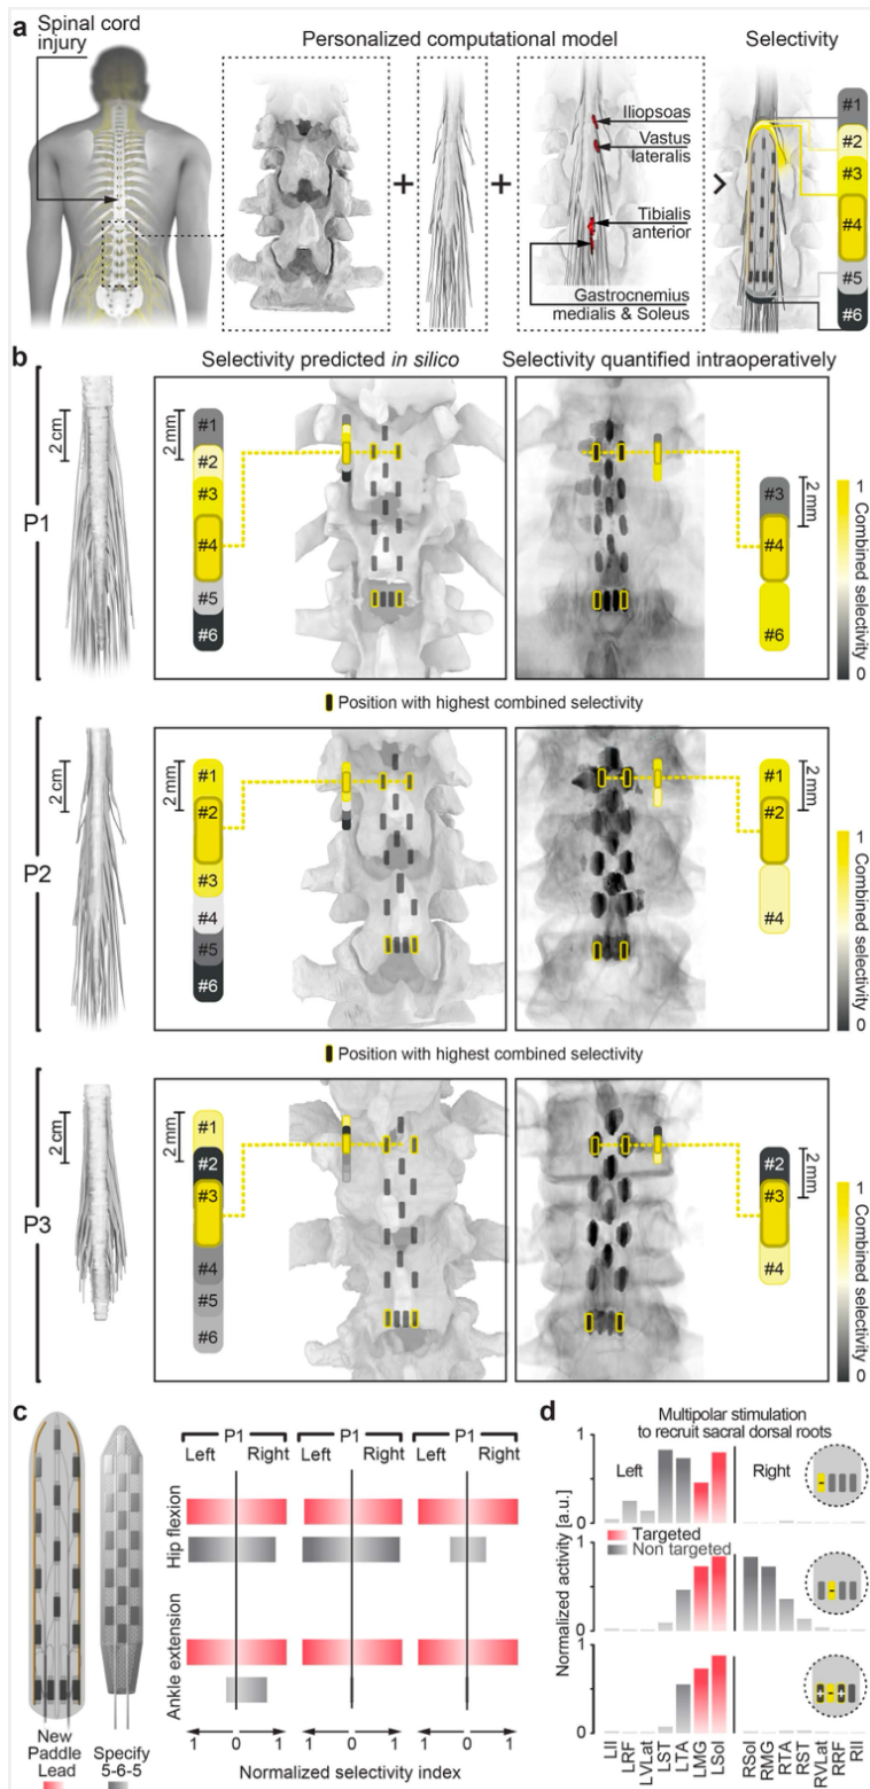 a
Spinal cord
injury
Personalized computational model
Selectivity
Iliopsoas
Vastus
lateralis
Tibialis
anterior
Gastrocnemius
medialis & Soleus
+
+
>
#1
#2
#3
#4
#5
#6
b
Selectivity predicted in silico
Selectivity quantified intraoperatively
P1
2 cm
2 mm
#1
#2
#3
#4
#5
#6
#3
#4
#6
2 mm
1
Combined selectivity
0
Position with highest combined selectivity
P2
2 cm
2 mm
#1
#2
#3
#4
#5
#6
#1
#2
#4
2 mm
1
Combined selectivity
0
Position with highest combined selectivity
P3
2 cm
2 mm
#1
#2
#3
#4
#5
#6
#2
#3
#4
2 mm
1
Combined selectivity
0
c
New
Paddle
Lead
Specify
5-6-5
P1
Left Right
P1
Left Right
P1
Left Right
Hip flexion
Ankle extension
1 0 1
1 0 1
1 0 1
Normalized selectivity index
d
Multipolar stimulation
to recruit sacral dorsal roots
Normalized activity [a.u.]
1
0
Left
Right
-
Targeted
Non targeted
1
0
-
1
0
+ - +
LIl LRF LVLat LST LTA LMG LSol RSol RMG RTA RST RVLat RRF RIl